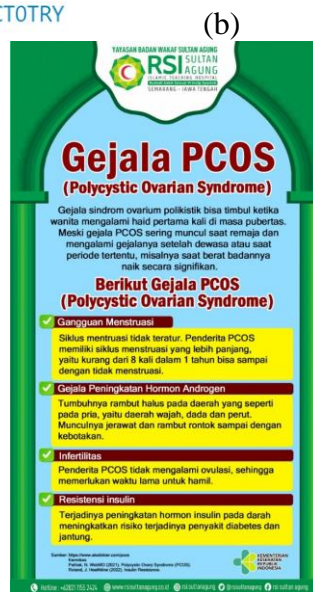 CTOTRY
(b)
YAYASAN BADAN WAKAF SULTAN AGUNG
RSI SULTAN AGUNG
ISLAMIC TEACHING HOSPITAL
SEMARANG - JAWA TENGAH
Gejala PCOS
(Polycystic Ovarian Syndrome)
Gejala sindrom ovarium polikistik bisa timbul ketika
wanita mengalami haid pertama kali di masa pubertas.
Meski gejala PCOS sering muncul saat remaja dan
mengalami gejalanya setelah dewasa atau saat
periode tertentu, misalnya saat berat badannya
naik secara signifikan.
Berikut Gejala PCOS
(Polycystic Ovarian Syndrome)
Gangguan Menstruasi
Siklus mentruasi tidak teratur. Penderita PCOS
memiliki siklus menstruasi yang lebih panjang,
yaitu kurang dari 8 kali dalam 1 tahun bisa sampai
dengan tidak menstruasi.
Gejala Peningkatan Hormon Androgen
Tumbuhnya rambut halus pada daerah yang seperti
pada pria, yaitu daerah wajah, dada dan perut.
Munculnya jerawat dan rambut rontok sampai dengan
kebotakan.
Infertilitas
Penderita PCOS tidak mengalami ovulasi, sehingga
memerlukan waktu lama untuk hamil.
Resistensi insulin
Terjadinya peningkatan hormon insulin pada darah
meningkatkan risiko terjadinya penyakit diabetes dan
jantung.
KEMENTERIAN
KESEHATAN
REPUBLIK
INDONESIA